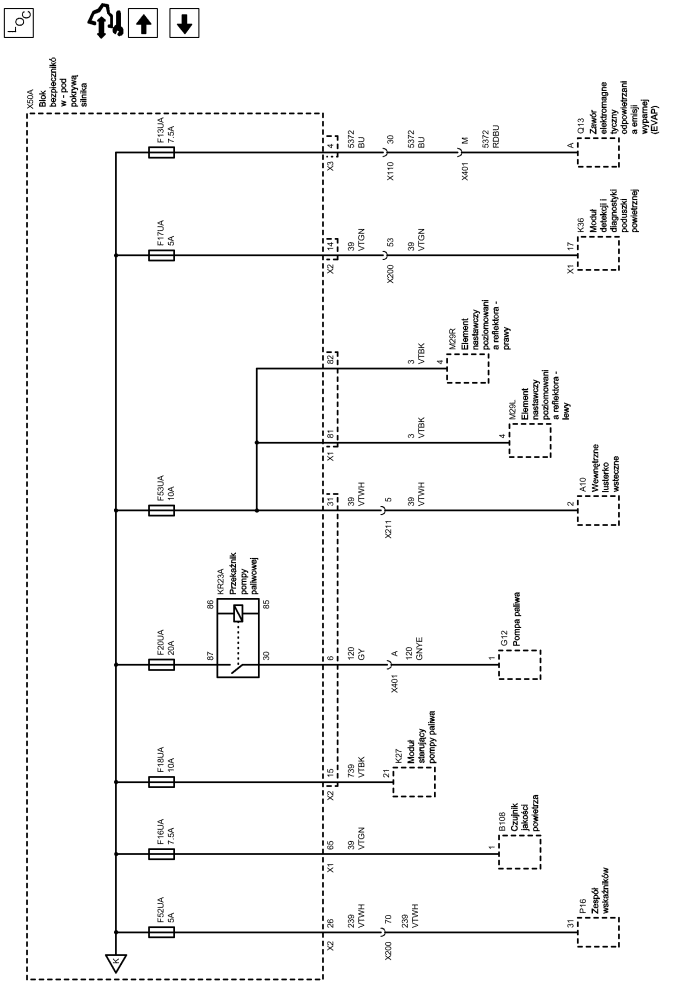 LOC
X50A
Blok
bezpiecznikó
w - pod
pokrywą
silnika
K
F52UA
5A
F16UA
7.5A
F18UA
10A
F20UA
20A
F53UA
10A
F17UA
5A
F13UA
7.5A
87
86
30
85
KR23A
Przekaźnik
pompy
paliwowej
X2
26
X1
65
X2
15
6
31
X1
81
82
X2
14
X3
4
239
VTWH
39
VTGN
739
VTBK
120
GY
39
VTWH
39
VTGN
5372
BU
X200
70
X401
A
X211
5
X200
53
X110
30
239
VTWH
120
GNYE
39
VTWH
3
VTBK
3
VTBK
39
VTGN
5372
BU
X401
M
5372
RDBU
21
K27
Moduł
sterujący
pompy paliwa
4
M29R
Element
nastawczy
poziomowani
a reflektora -
prawy
1
B108
Czujnik
jakości
powietrza
1
G12
Pompa paliwa
4
M29L
Element
nastawczy
poziomowani
a reflektora -
lewy
31
P16
Zespół
wskaźników
2
A10
Wewnętrzne
lusterko
wsteczne
X1
17
K36
Moduł
detekcji i
diagnostyki
poduszki
powietrznej
A
Q13
Zawór
elektromagne
tyczny
odpowietrzani
a emisji
wyparnej
(EVAP)